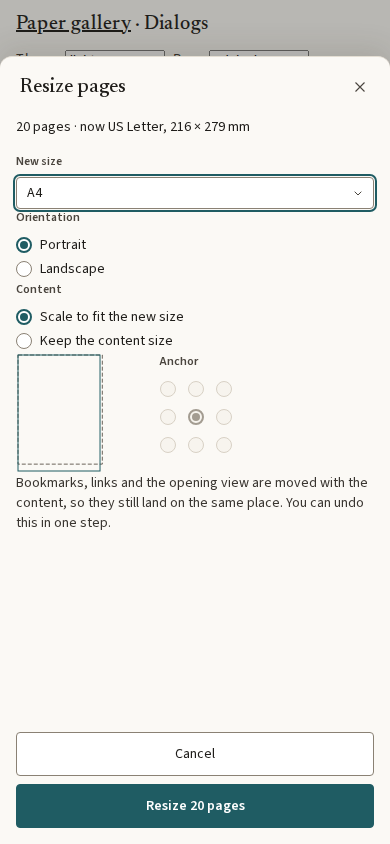 Paper gallery · Dialogs
Resize pages
20 pages · now US Letter, 216 × 279 mm
New size
A4
Orientation
Portrait
Landscape
Content
Scale to fit the new size
Keep the content size
Anchor
Bookmarks, links and the opening view are moved with the
content, so they still land on the same place. You can undo
this in one step.
Cancel
Resize 20 pages